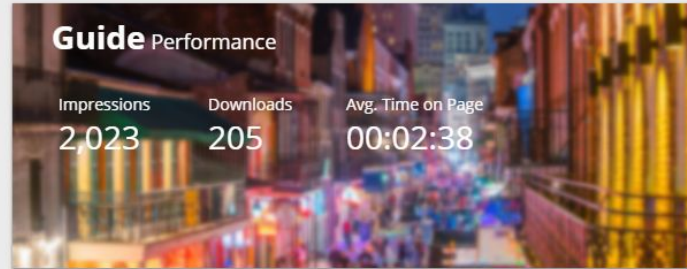 Guide Performance
Impressions Downloads Avg. Time on Page
2,023 205 00:02:38